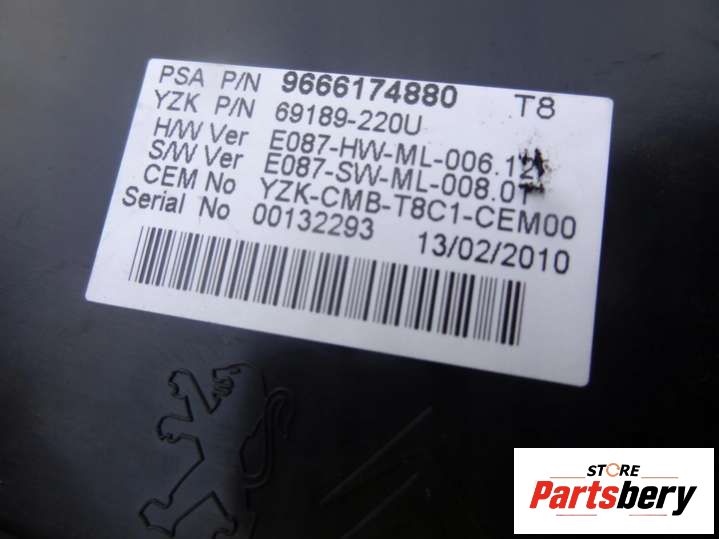 PSA P/N 9666174880 T8
YZK P/N 69189-220U
H/W Ver E087-HW-ML-006.12
S/W Ver E087-SW-ML-008.01
CEM No YZK-CMB-T8C1-CEM00
Serial No 00132293 13/02/2010
STORE
Partsbery